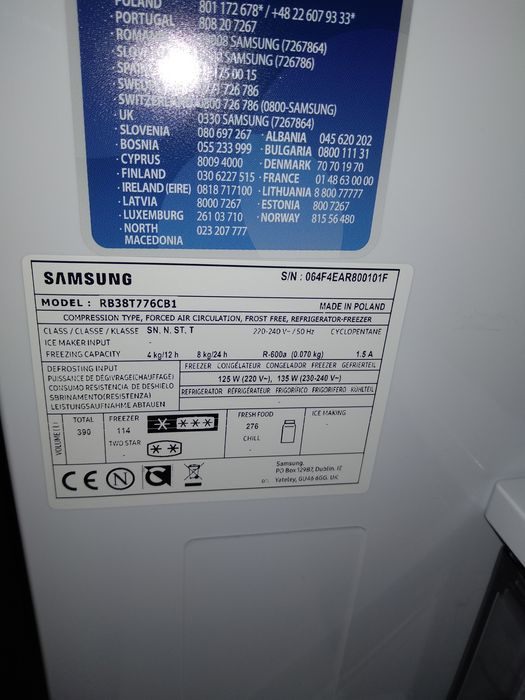 POLAND 801 172 678* / +48 22 607 93 33*
· PORTUGAL 808 20 7267
SAMSUNG (7267864)
SAMSUNG (726786)
00 15
726 786
SWITZERLAND 0800 726 786 (0800-SAMSUNG)
· UK 0330 SAMSUNG (7267864)
· SLOVENIA 080 697 267 · ALBANIA 045 620 202
· BOSNIA 055 233 999 · BULGARIA 0800 111 31
· CYPRUS 8009 4000 · DENMARK 70 70 19 70
· FINLAND 030 6227 515 · FRANCE 01 48 63 00 00
· IRELAND (EIRE) 0818 717100 · LITHUANIA 8 800 77777
· LATVIA 8000 7267 · ESTONIA 800 7267
· LUXEMBURG 261 03 710 · NORWAY 815 56 480
· NORTH MACEDONIA 023 207 777
SAMSUNG S/N : 064F4EAR800101F
MODEL : RB38T776CB1 MADE IN POLAND
COMPRESSION TYPE, FORCED AIR CIRCULATION, FROST FREE, REFRIGERATOR-FREEZER
CLASS / CLASSE / KLASSE SN. N. ST. T 220-240 V~ / 50 Hz CYCLOPENTANE
ICE MAKER INPUT -
FREEZING CAPACITY 4 kg/12 h 8 kg/24 h R-600a (0.070 kg) 1.5 A
DEFROSTING INPUT FREEZER CONGÉLATEUR CONGELADOR FREEZER GEFRIERTEIL
PUISSANCE DE DÉGIVRAGE(CHAUFFAGE) 125 W (220 V~), 135 W (230-240 V~)
CONSUMO RESISTENCIA DE DESHIELO
SBRINAMENTO(RESISTENZA) REFRIGERATOR RÉFRIGÉRATEUR FRIGORÍFICO FRIGORIFICO KÜHLTEIL
LEISTUNGSAUFNAHME ABTAUEN -
VOLUME ( l ) TOTAL FREEZER FRESH FOOD ICE MAKING
390 114 276 -
TWO STAR CHILL
- -
CE N
Samsung.
PO Box 12987, Dublin. IE
or Yateley, GU46 6GG. UK